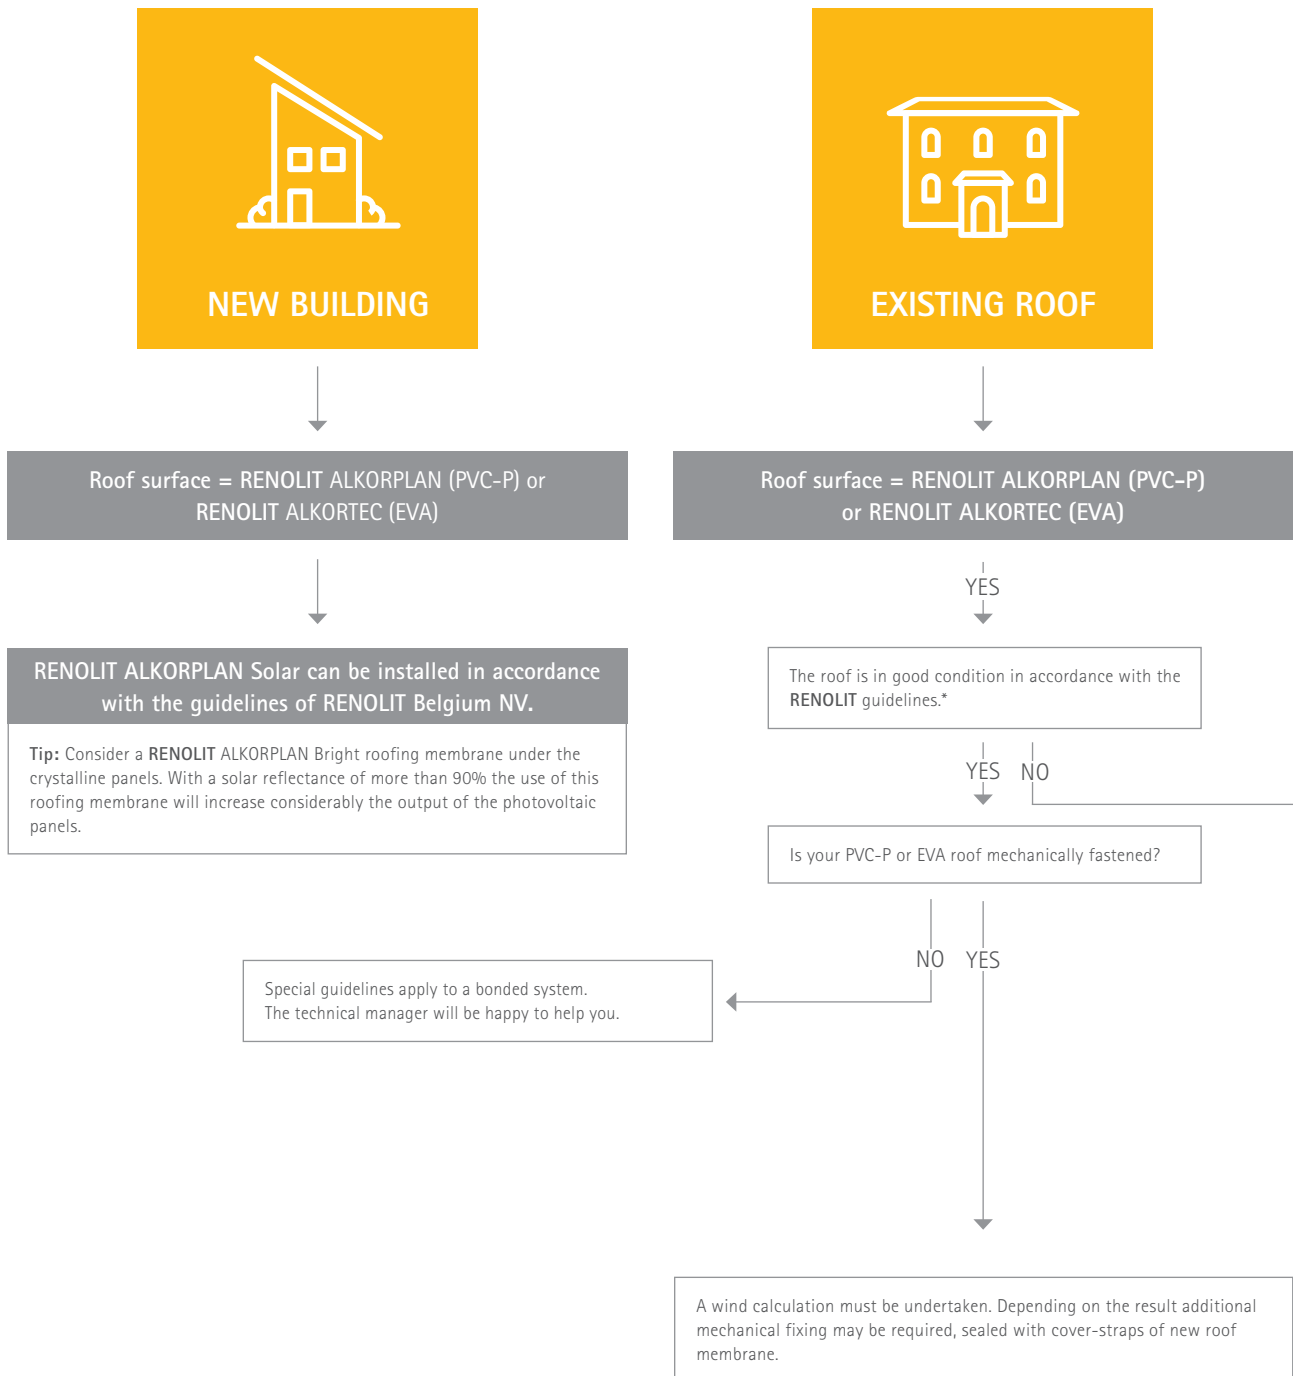 NEW BUILDING
Roof surface = RENOLIT ALKORPLAN (PVC-P) or
RENOLIT ALKORTEC (EVA)
RENOLIT ALKORPLAN Solar can be installed in accordance
with the guidelines of RENOLIT Belgium NV.
Tip: Consider a RENOLIT ALKORPLAN Bright roofing membrane under the
crystalline panels. With a solar reflectance of more than 90% the use of this
roofing membrane will increase considerably the output of the photovoltaic
panels.
EXISTING ROOF
Roof surface = RENOLIT ALKORPLAN (PVC-P)
or RENOLIT ALKORTEC (EVA)
YES
The roof is in good condition in accordance with the
RENOLIT guidelines.*
YES NO
Is your PVC-P or EVA roof mechanically fastened?
NO YES
Special guidelines apply to a bonded system.
The technical manager will be happy to help you.
A wind calculation must be undertaken. Depending on the result additional
mechanical fixing may be required, sealed with cover-straps of new roof
membrane.